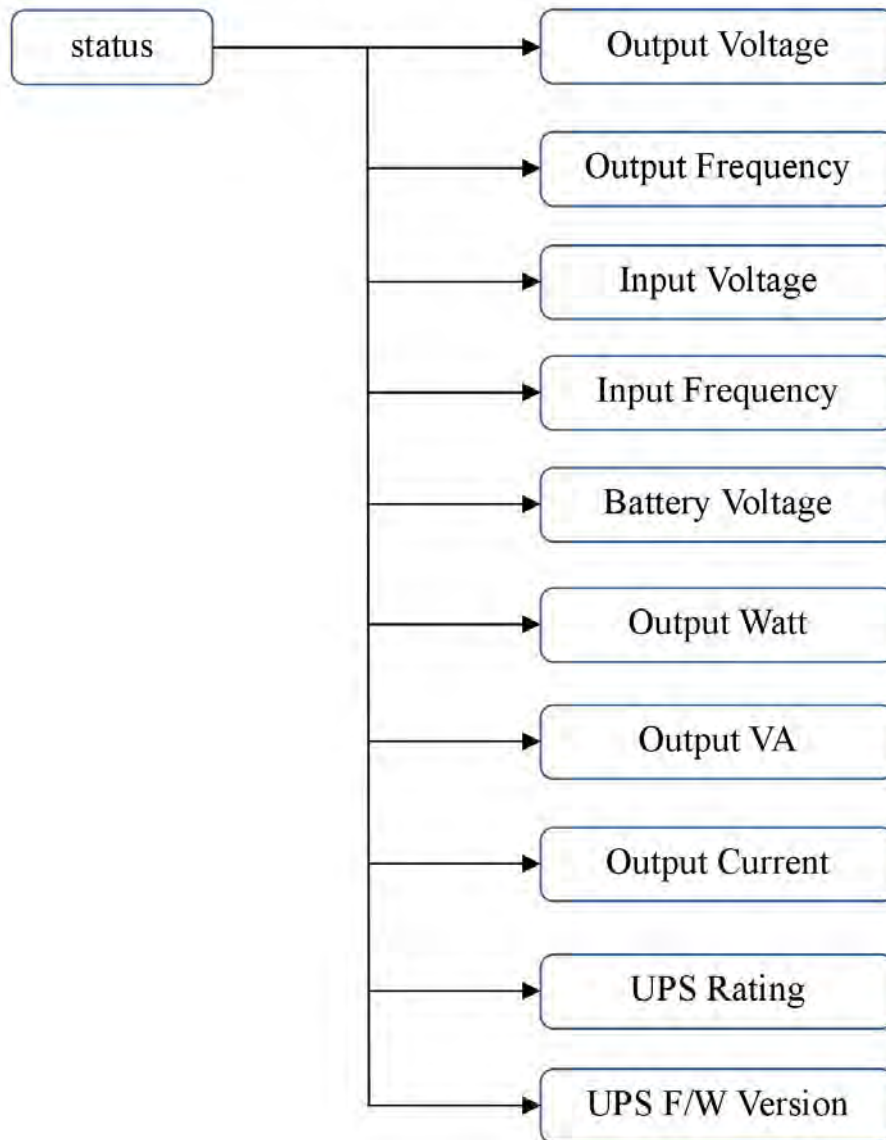 status
Output Voltage
Output Frequency
Input Voltage
Input Frequency
Battery Voltage
Output Watt
Output VA
Output Current
UPS Rating
UPS F/W Version